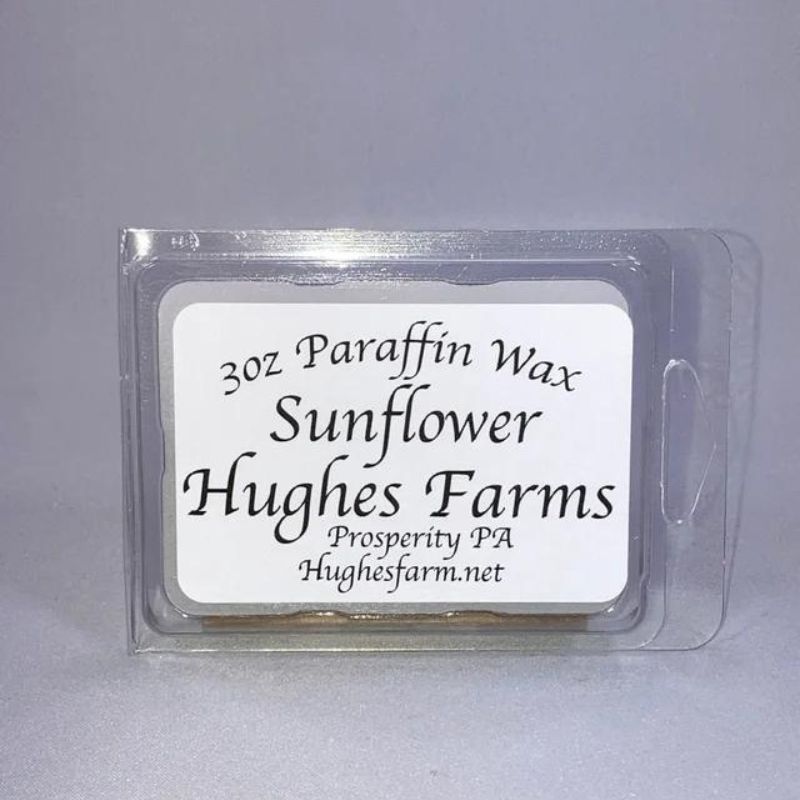 3oz Paraffin Wax
Sunflower
Hughes Farms
Prosperity PA
Hughesfarm.net